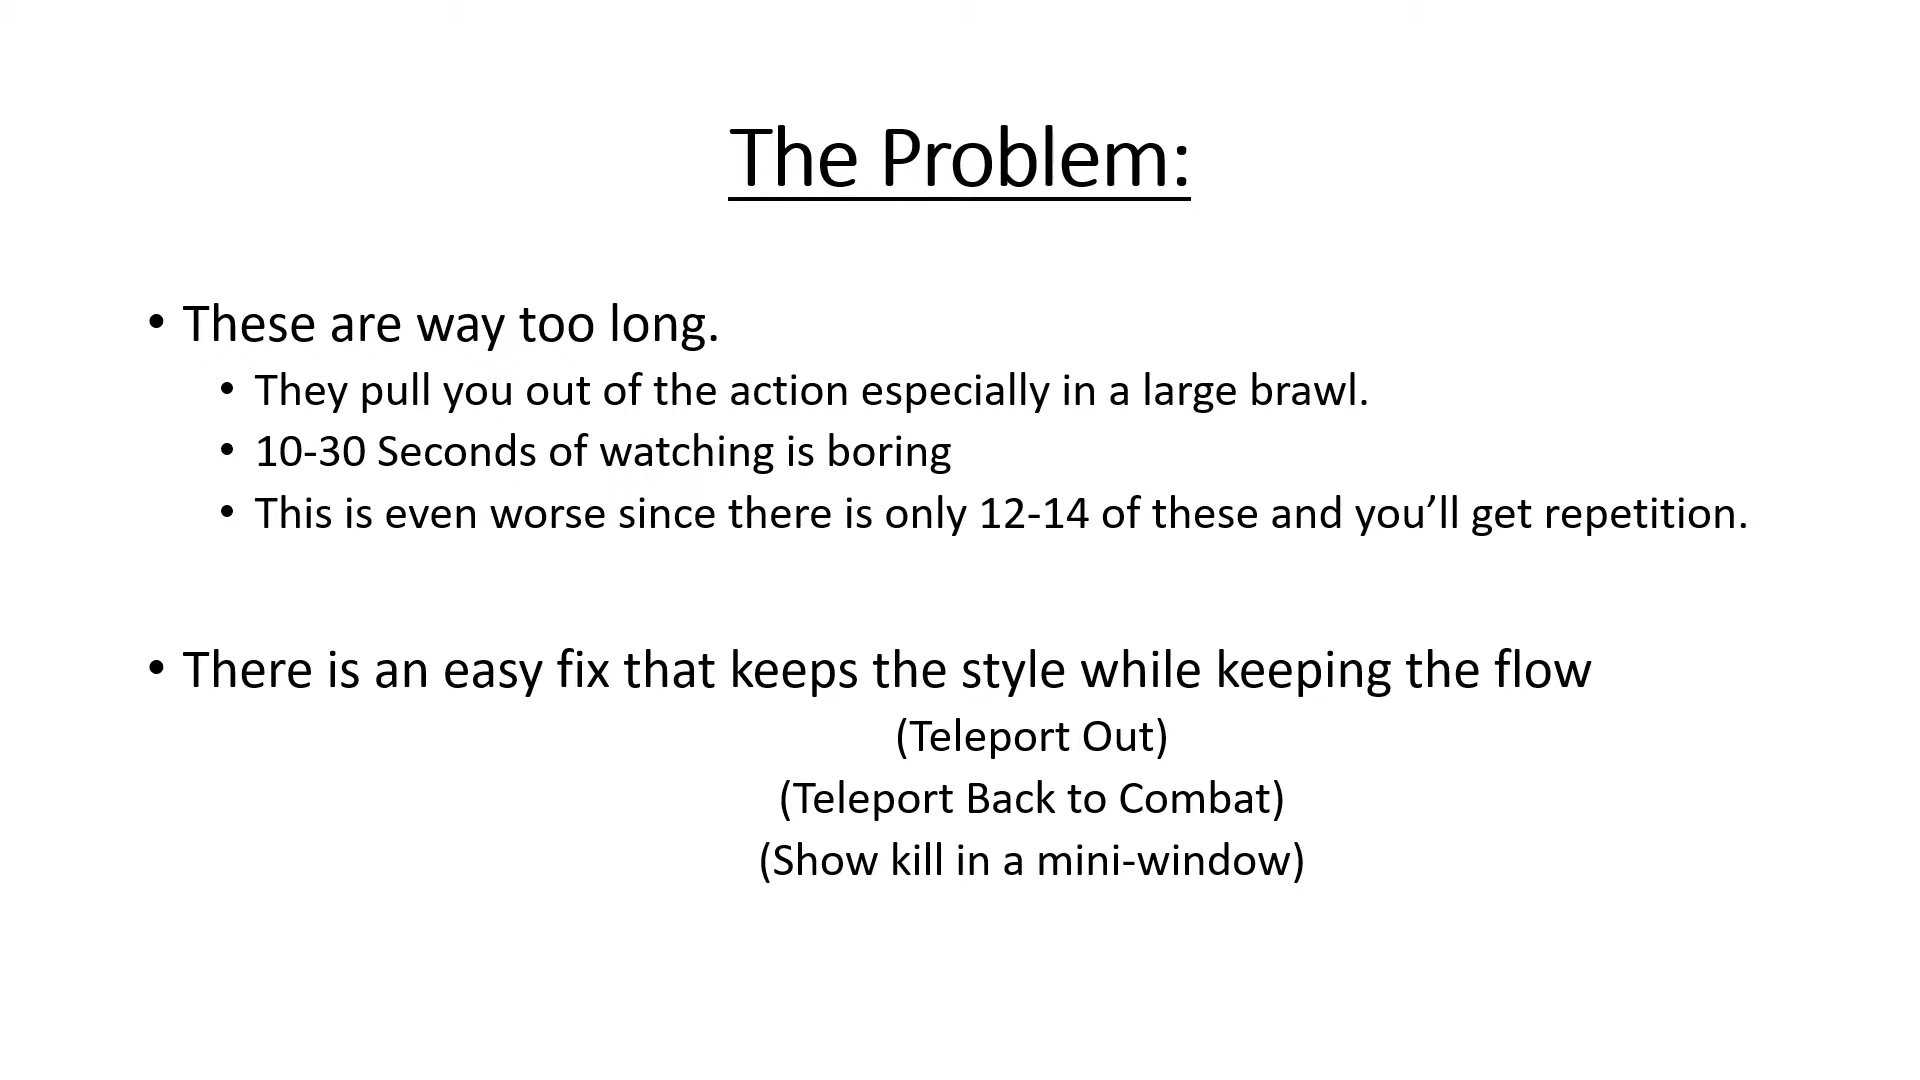 The Problem:
• These are way too long.
• They pull you out of the action especially in a large brawl.
• 10-30 Seconds of watching is boring
• This is even worse since there is only 12-14 of these and you’ll get repetition.
• There is an easy fix that keeps the style while keeping the flow
(Teleport Out)
(Teleport Back to Combat)
(Show kill in a mini-window)